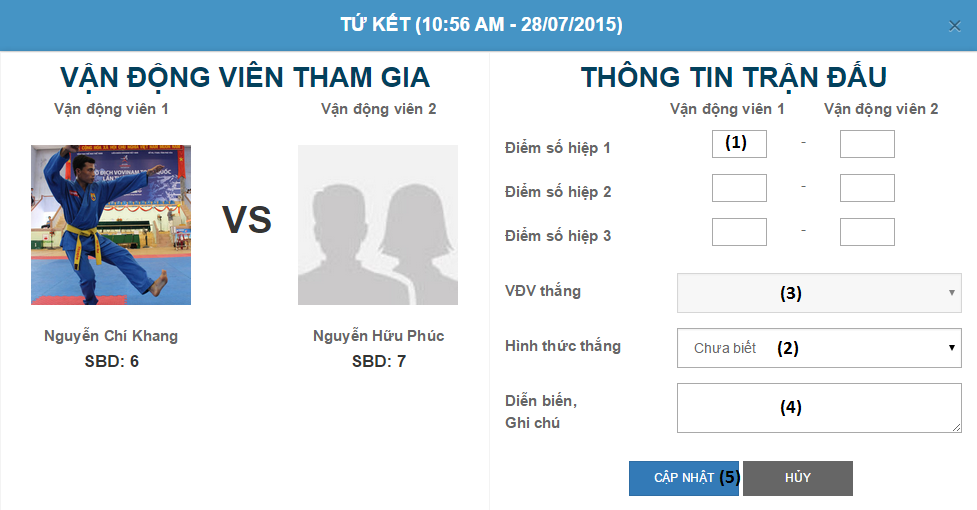 TỨ KẾT (10:56 AM - 28/07/2015)
×
VẬN ĐỘNG VIÊN THAM GIA
Vận động viên 1
Vận động viên 2
VS
Nguyễn Chí Khang
SBD: 6
Nguyễn Hữu Phúc
SBD: 7
THÔNG TIN TRẬN ĐẤU
Vận động viên 1
Vận động viên 2
Điểm số hiệp 1 (1) -
Điểm số hiệp 2 -
Điểm số hiệp 3 -
VĐV thắng (3)
Hình thức thắng Chưa biết (2)
Diễn biến, (4)
Ghi chú
CẬP NHẬT (5) HỦY